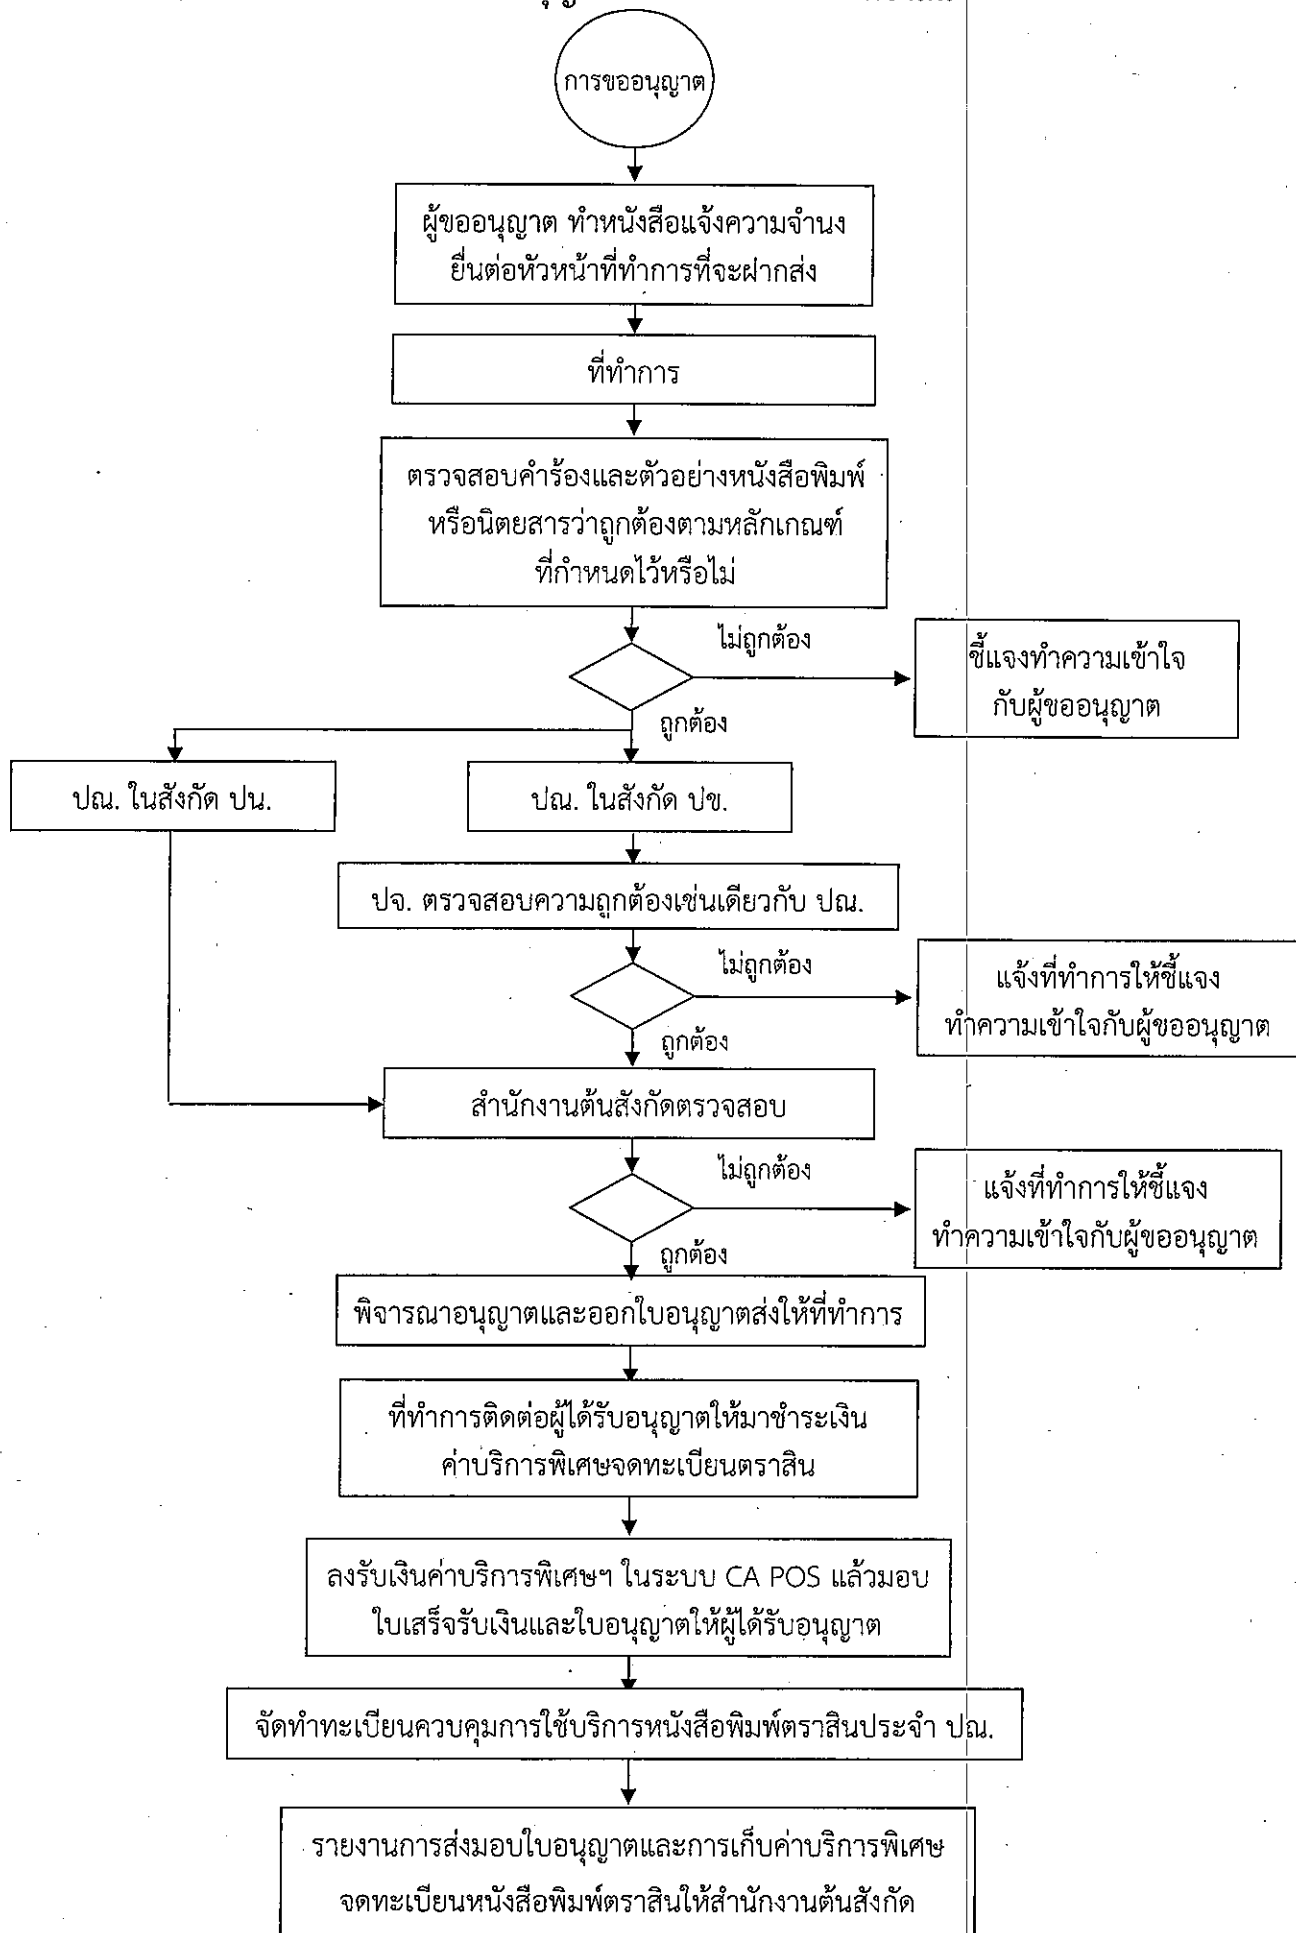 การขออนุญาต
ผู้ขออนุญาต ทำหนังสือแจ้งความจำนง
ยื่นต่อหัวหน้าที่ทำการที่จะฝากส่ง
ที่ทำการ
ตรวจสอบคำร้องและตัวอย่างหนังสือพิมพ์
หรือนิตยสารว่าถูกต้องตามหลักเกณฑ์
ที่กำหนดไว้หรือไม่
ไม่ถูกต้อง
ชี้แจงทำความเข้าใจ
กับผู้ขออนุญาต
ถูกต้อง
ปณ. ในสังกัด ปน.
ปณ. ในสังกัด ปข.
ปจ. ตรวจสอบความถูกต้องเช่นเดียวกับ ปณ.
ไม่ถูกต้อง
แจ้งที่ทำการให้ชี้แจง
ทำความเข้าใจกับผู้ขออนุญาต
ถูกต้อง
สำนักงานต้นสังกัดตรวจสอบ
ไม่ถูกต้อง
แจ้งที่ทำการให้ชี้แจง
ทำความเข้าใจกับผู้ขออนุญาต
ถูกต้อง
พิจารณาอนุญาตและออกใบอนุญาตส่งให้ที่ทำการ
ที่ทำการติดต่อผู้ได้รับอนุญาตให้มาชำระเงิน
ค่าบริการพิเศษจดทะเบียนตราสิน
ลงรับเงินค่าบริการพิเศษฯ ในระบบ CA POS แล้วมอบ
ใบเสร็จรับเงินและใบอนุญาตให้ผู้ได้รับอนุญาต
จัดทำทะเบียนควบคุมการใช้บริการหนังสือพิมพ์ตราสินประจำ ปณ.
รายงานการส่งมอบใบอนุญาตและการเก็บค่าบริการพิเศษ
จดทะเบียนหนังสือพิมพ์ตราสินให้สำนักงานต้นสังกัด